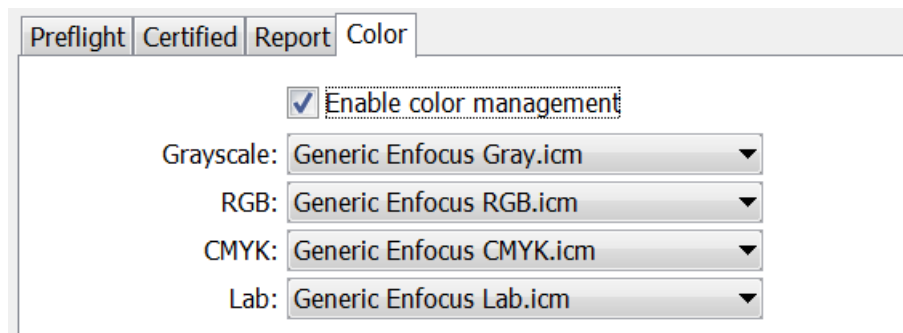 Preflight Certified Report Color
Enable color management
Grayscale: Generic Enfocus Gray.icm
RGB: Generic Enfocus RGB.icm
CMYK: Generic Enfocus CMYK.icm
Lab: Generic Enfocus Lab.icm